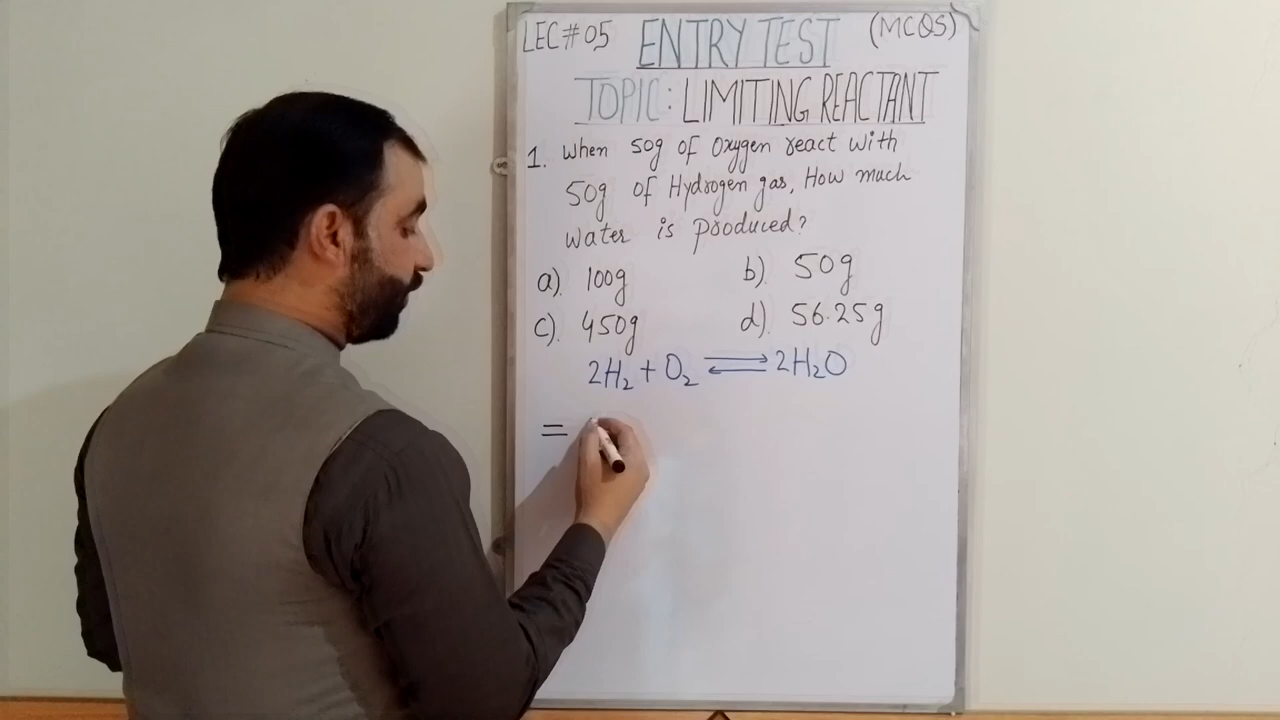 LEC#05 ENTRY TEST (MCQS)
TOPIC: LIMITING REACTANT
1. When 50g of Oxygen react with
50g of Hydrogen gas, How much
water is produced?
a). 100g b). 50g
c). 450g d). 56.25g
2H₂ + O₂ ⇌ 2H₂O
=